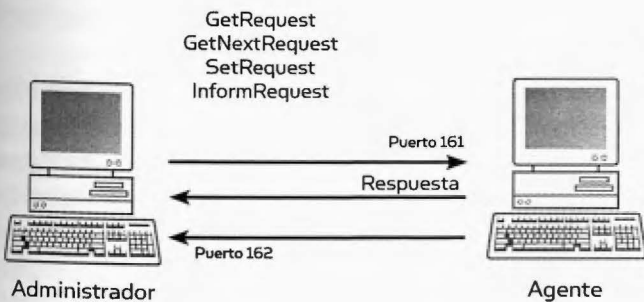 GetRequest
GetNextRequest
SetRequest
InformRequest
Puerto 161
Respuesta
Puerto 162
Administrador
Agente